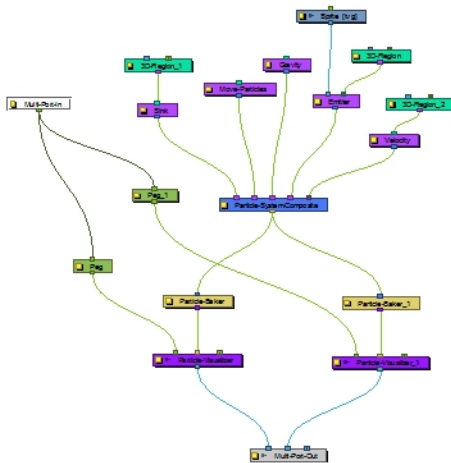 Sprite (tvg)
3D-Region_1
Gravity
3D-Region
Move-Particles
Multi-Port-In
Sink
Emitter
3D-Region_2
Velocity
Peg_1
Particle-SystemComposite
Peg
Particle-Baker
Particle-Baker_1
Particle-Visualizer
Particle-Visualizer_1
Multi-Port-Out